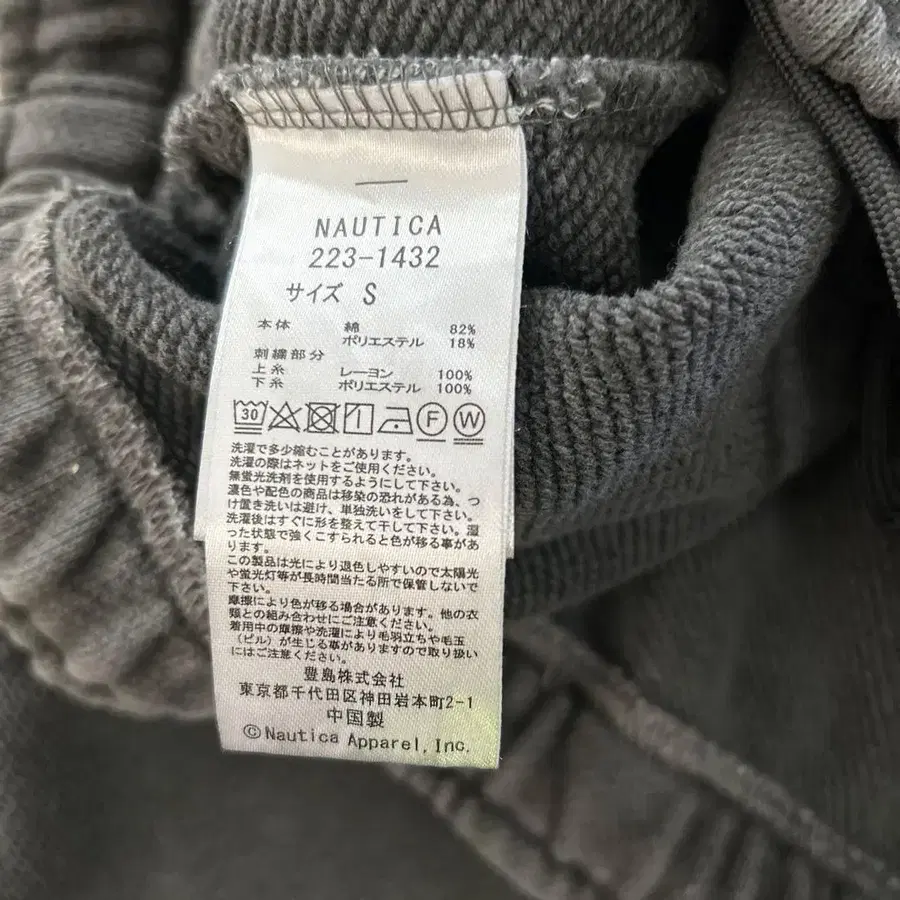 NAUTICA
223-1432
サイズ S
本体 綿 82%
ポリエステル 18%
刺繍部分
上糸 レーヨン 100%
下糸 ポリエステル 100%
30 F W
洗濯で多少縮むことがあります。
洗濯の際はネットをご使用ください。
無蛍光洗剤を使用するようにして下さい。
濃色や配色の商品は移染の恐れがある為、つ
け置き洗いは避け、単独洗いをして下さい。
洗濯後はすぐに形を整えて干して下さい。湿
った状態で強くこすられると色が移る事があ
ります。
この製品は光により退色しやすいので太陽光
や蛍光灯等が長時間当たる所で保管しないで
下さい。
摩擦により色が移る場合があります。他の衣
類との組み合わせにご注意ください。
着用中の摩擦や洗濯により毛羽立ちや毛玉
（ピル）が生じる事がありますので取り扱い
にはご注意ください。
豊島株式会社
東京都千代田区神田岩本町2-1
中国製
©Nautica Apparel, Inc.